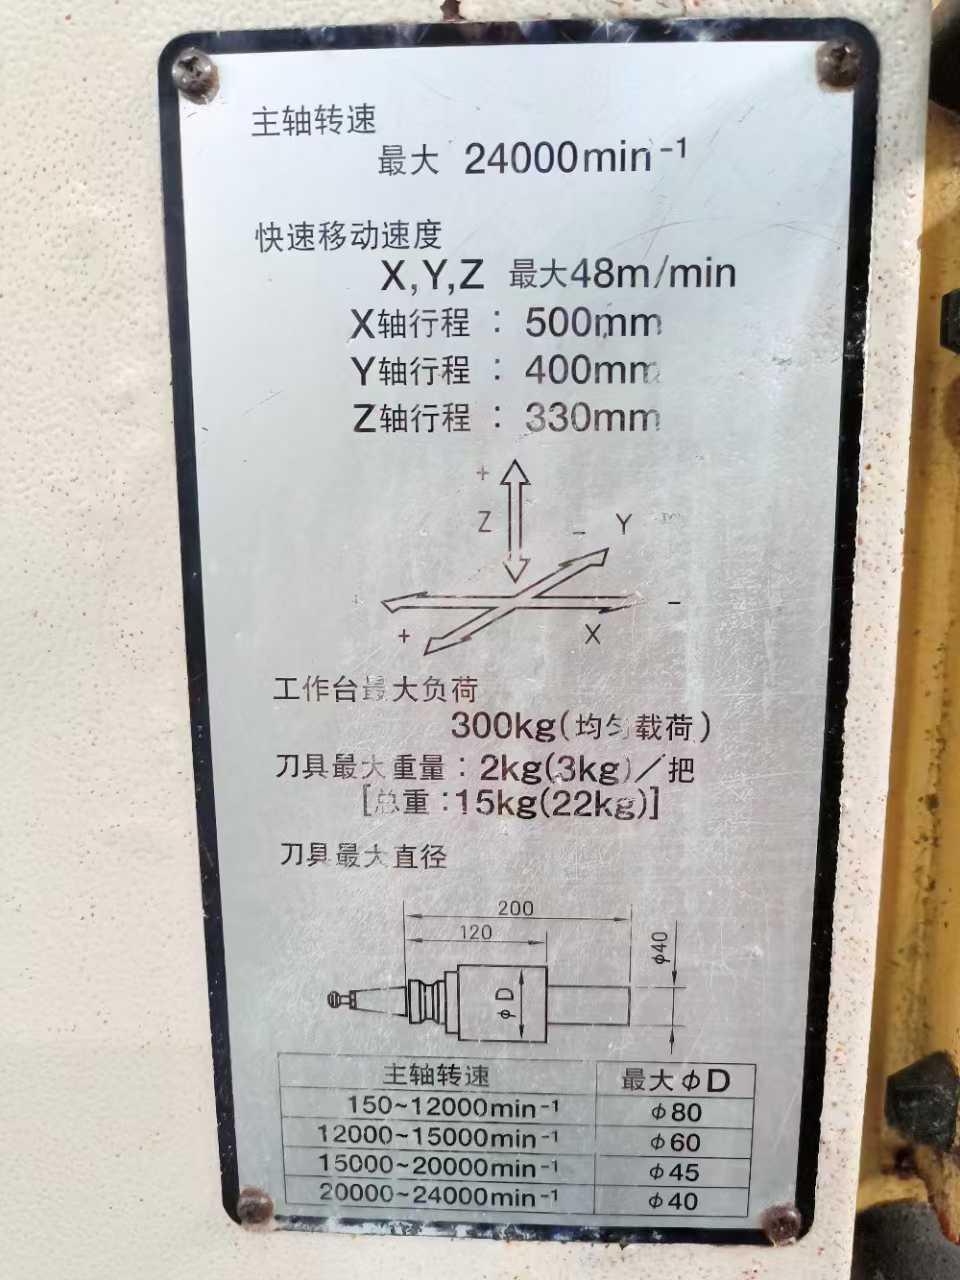 主轴转速
最大 24000min⁻¹
快速移动速度
X,Y,Z 最大48m/min
X轴行程：500mm
Y轴行程：400mm
Z轴行程：330mm
+
Z
- Y
-
+ X
工作台最大负荷
300kg(均匀载荷)
刀具最大重量：2kg(3kg)/把
[总重：15kg(22kg)]
刀具最大直径
200
120
φ40
φD
主轴转速 最大φD
150~12000min⁻¹ φ80
12000~15000min⁻¹ φ60
15000~20000min⁻¹ φ45
20000~24000min⁻¹ φ40